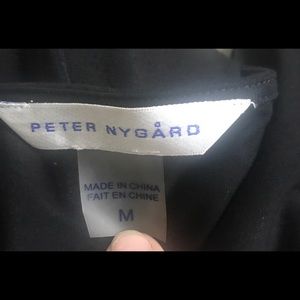 PETER NYGÅRD
MADE IN CHINA
FAIT EN CHINE
M